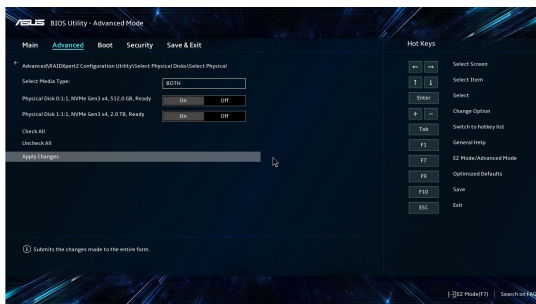 ASUS BIOS Utility - Advanced Mode
Main Advanced Boot Security Save & Exit
Hot Keys
Advanced\RAIDXpert2 Configuration Utility\Select Physical Disks\Select Physical
Select Media Type: BOTH
Physical Disk 0:1:1, NVMe Gen3 x4, 512.0 GB, Ready On Off
Physical Disk 1:1:1, NVMe Gen3 x4, 2.0 TB, Ready On Off
Check All
Uncheck All
Apply Changes
← → Select Screen
↑ ↓ Select Item
Enter Select
+ − Change Option
Tab Switch to hotkey list
F1 General Help
F7 EZ Mode/Advanced Mode
F9 Optimized Defaults
F10 Save
ESC Exit
Submits the changes made to the entire form.
EZ Mode(F7) | Search on FAQ